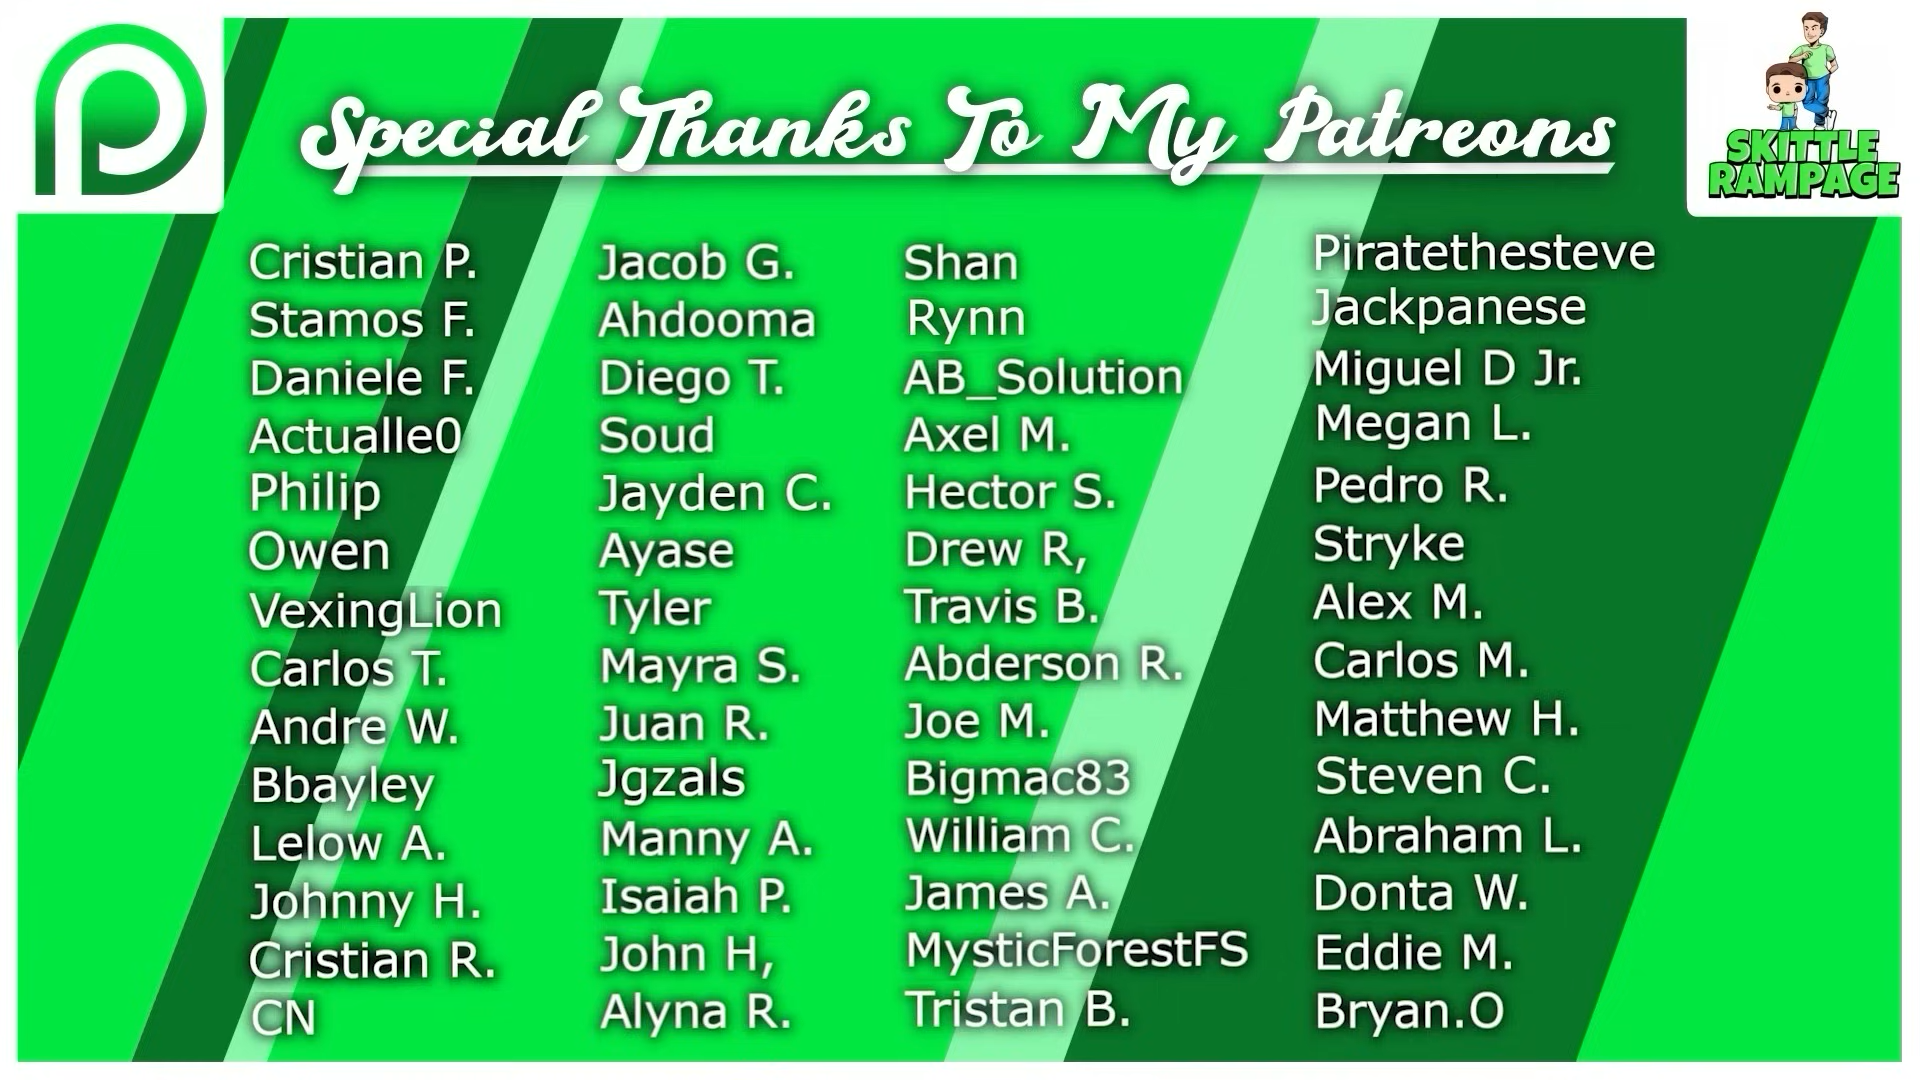 Special Thanks To My Patreons
SKITTLE
RAMPAGE
Cristian P.
Stamos F.
Daniele F.
Actualle0
Philip
Owen
VexingLion
Carlos T.
Andre W.
Bbayley
Lelow A.
Johnny H.
Cristian R.
CN
Jacob G.
Ahdooma
Diego T.
Soud
Jayden C.
Ayase
Tyler
Mayra S.
Juan R.
Jgzals
Manny A.
Isaiah P.
John H,
Alyna R.
Shan
Rynn
AB_Solution
Axel M.
Hector S.
Drew R,
Travis B.
Abderson R.
Joe M.
Bigmac83
William C.
James A.
MysticForestFS
Tristan B.
Piratethesteve
Jackpanese
Miguel D Jr.
Megan L.
Pedro R.
Stryke
Alex M.
Carlos M.
Matthew H.
Steven C.
Abraham L.
Donta W.
Eddie M.
Bryan.O